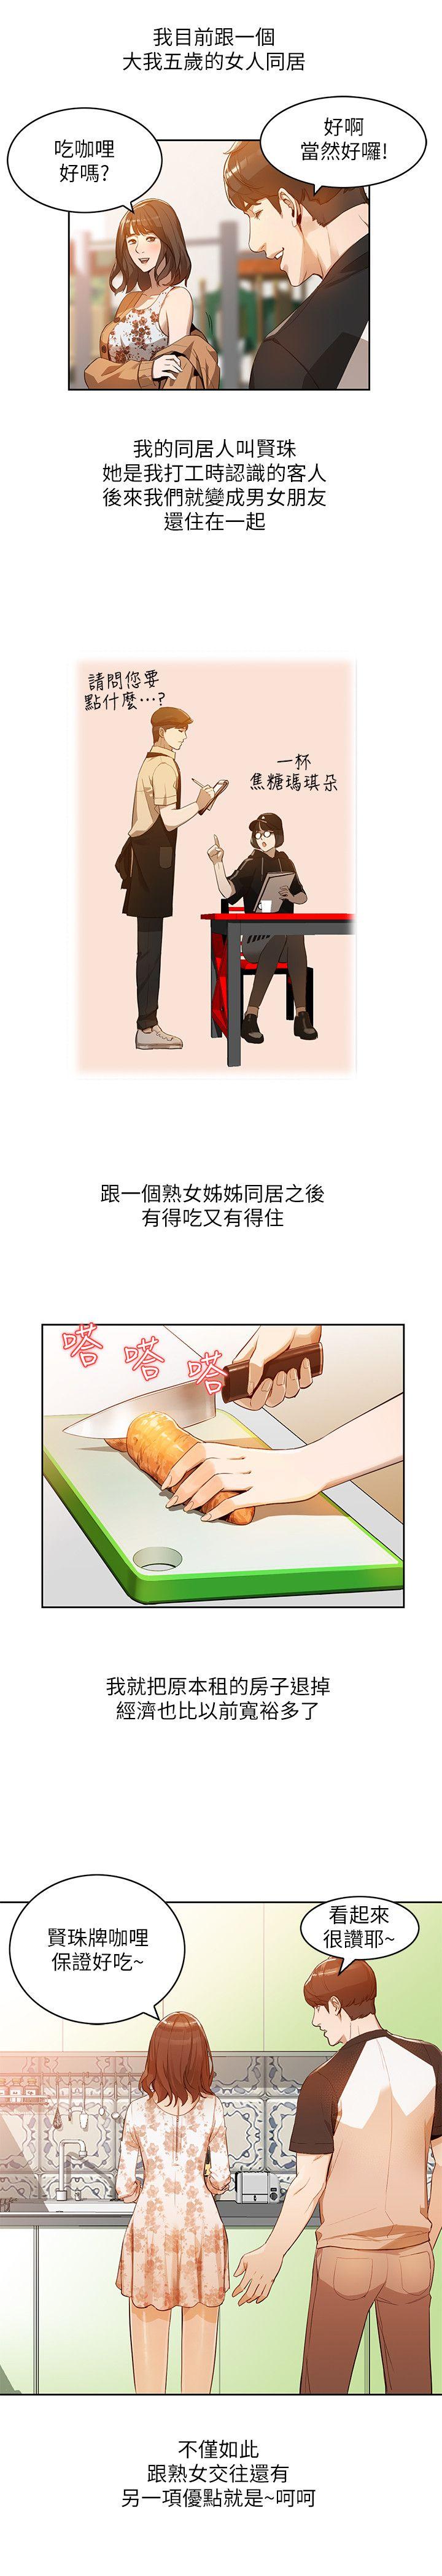 我目前跟一個
大我五歲的女人同居
吃咖哩
好嗎?
好啊
當然好囉!
我的同居人叫賢珠
她是我打工時認識的客人
後來我們就變成男女朋友
還住在一起
請問您要
點什麼…?
一杯
焦糖瑪琪朵
跟一個熟女姊姊同居之後
有得吃又有得住
嗒
嗒
嗒
我就把原本租的房子退掉
經濟也比以前寬裕多了
賢珠牌咖哩
保證好吃~
看起來
很讚耶~
不僅如此
跟熟女交往還有
另一項優點就是~呵呵